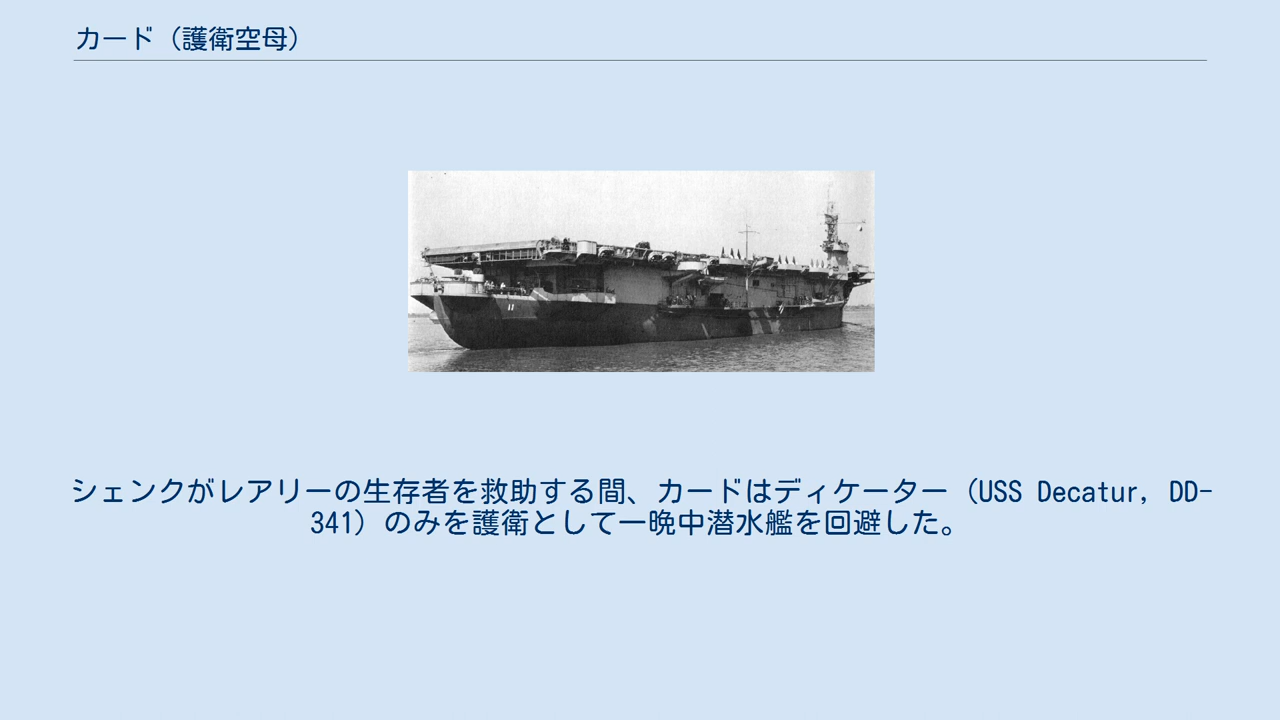 カード（護衛空母）
11
シェンクがレアリーの生存者を救助する間、カードはディケーター（USS Decatur, DD-
341）のみを護衛として一晩中潜水艦を回避した。